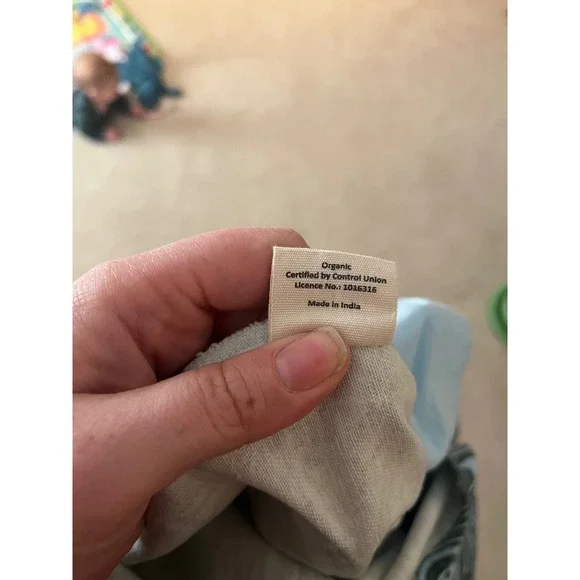 Organic
Certified by Control Union
Licence No.: 1016316
Made in India